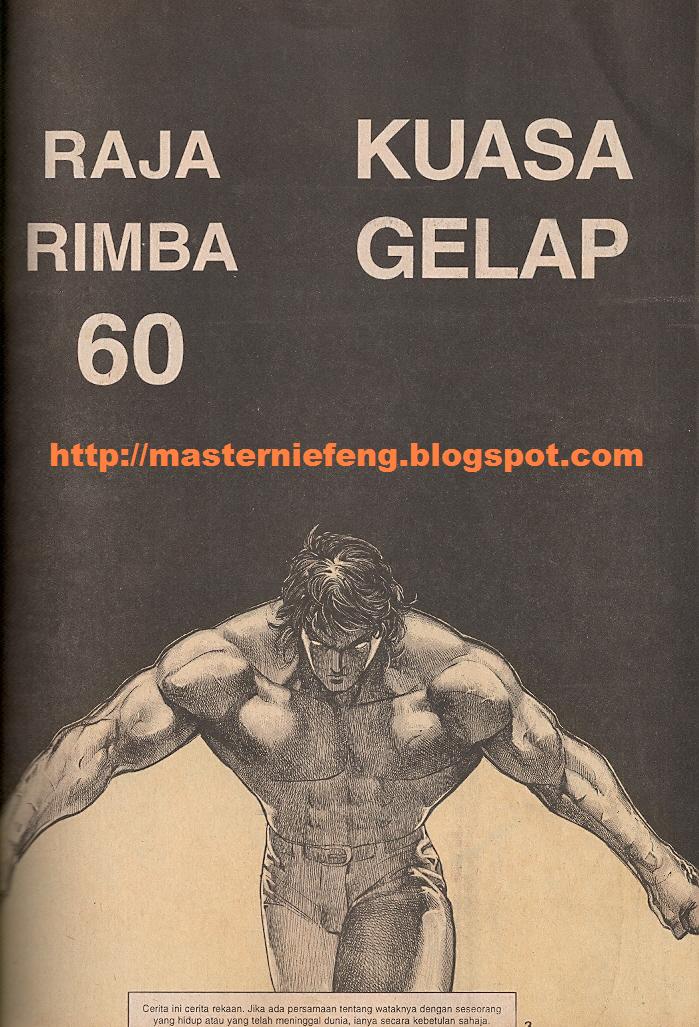 RAJA
RIMBA
60
KUASA
GELAP
http://masterniefeng.blogspot.com
Cerita ini cerita rekaan. Jika ada persamaan tentang wataknya dengan seseorang
yang hidup atau yang telah meninggal dunia, ianya secara kebetulan sahaja.